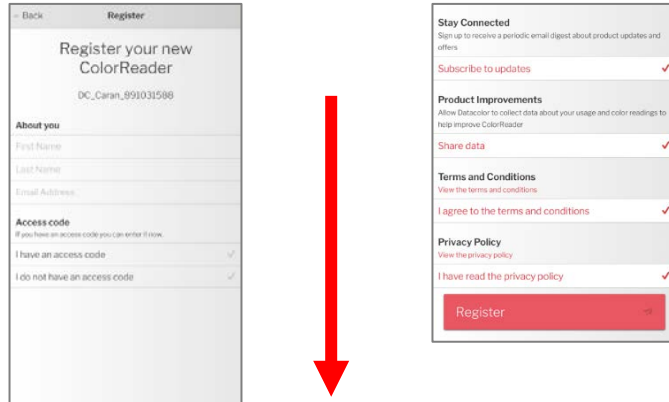 Back
Register
Register your new
ColorReader
DC_Caran_891031588
About you
First Name
Last Name
Email Address
Access code
If you have an access code you can enter it now.
I have an access code
I do not have an access code
Stay Connected
Sign up to receive a periodic email digest about product updates and
offers
Subscribe to updates
Product Improvements
Allow Datacolor to collect data about your usage and color readings to
help improve ColorReader
Share data
Terms and Conditions
View the terms and conditions
I agree to the terms and conditions
Privacy Policy
View the privacy policy
I have read the privacy policy
Register